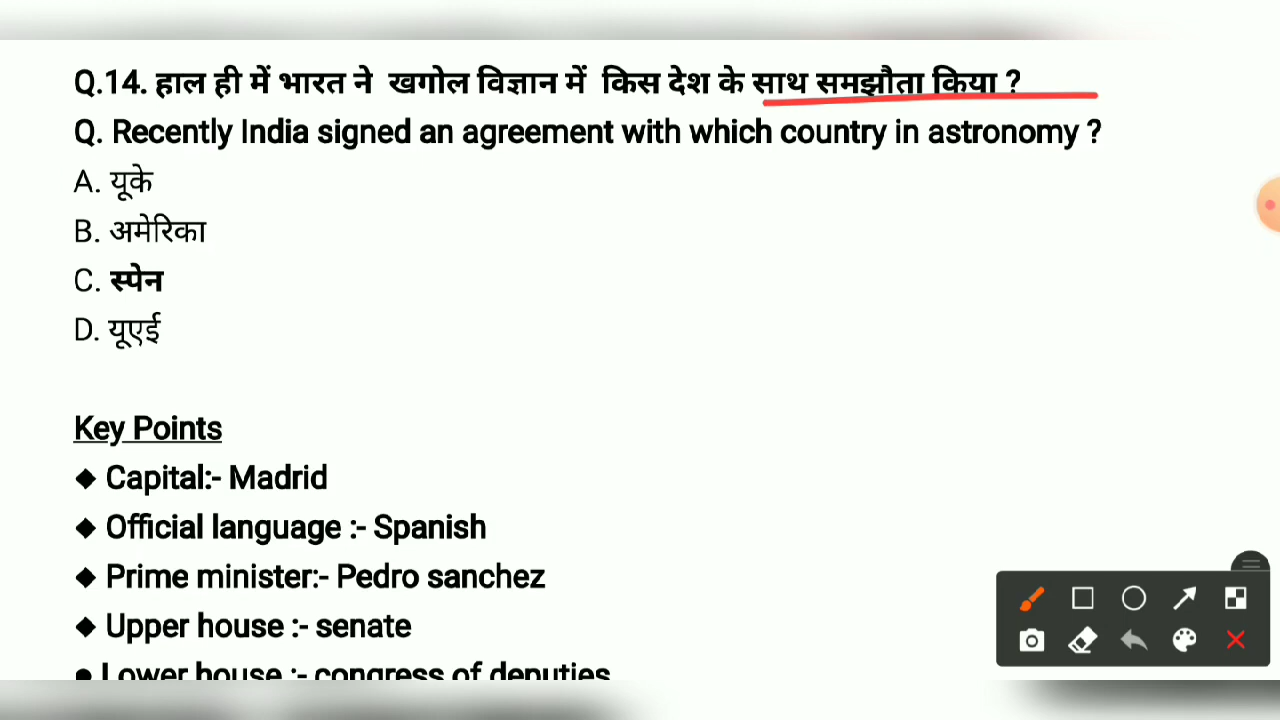 Q.14. हाल ही में भारत ने खगोल विज्ञान में किस देश के साथ समझौता किया ?
Q. Recently India signed an agreement with which country in astronomy ?
A. यूके
B. अमेरिका
C. स्पेन
D. यूएई
Key Points
◆ Capital:- Madrid
◆ Official language :- Spanish
◆ Prime minister:- Pedro sanchez
◆ Upper house :- senate
● Lower house :- congress of deputies